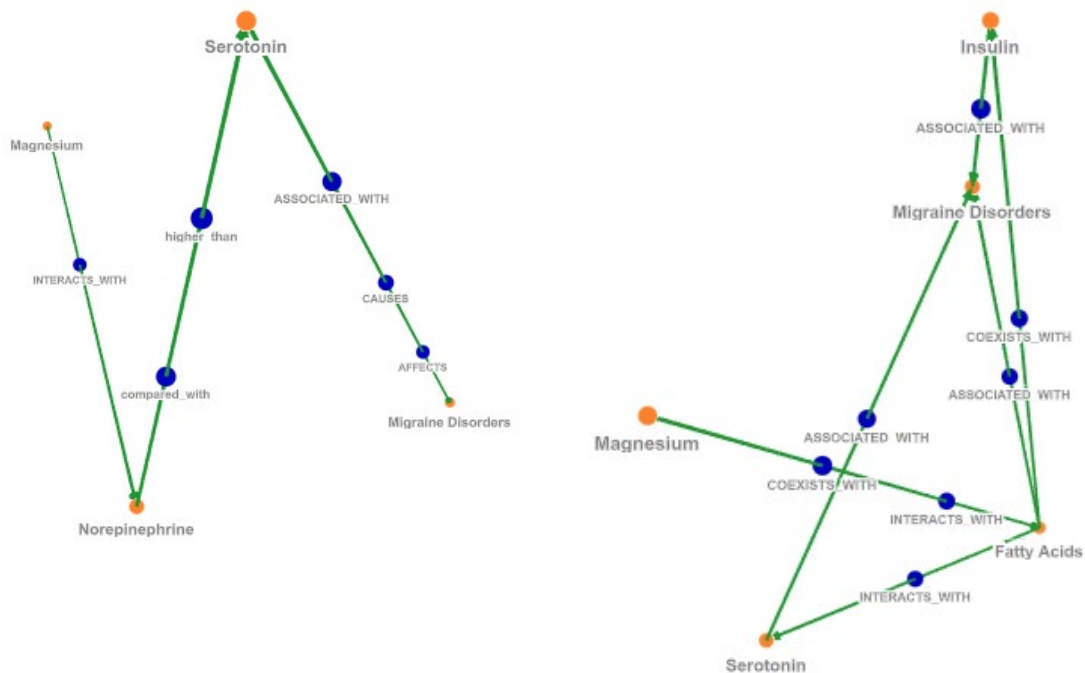 Serotonin
Magnesium
ASSOCIATED_WITH
higher_than
INTERACTS_WITH
CAUSES
AFFECTS
compared_with
Migraine Disorders
Norepinephrine
Insulin
ASSOCIATED_WITH
Migraine Disorders
COEXISTS_WITH
ASSOCIATED_WITH
ASSOCIATED_WITH
Magnesium
COEXISTS_WITH
INTERACTS_WITH
Fatty Acids
INTERACTS_WITH
Serotonin